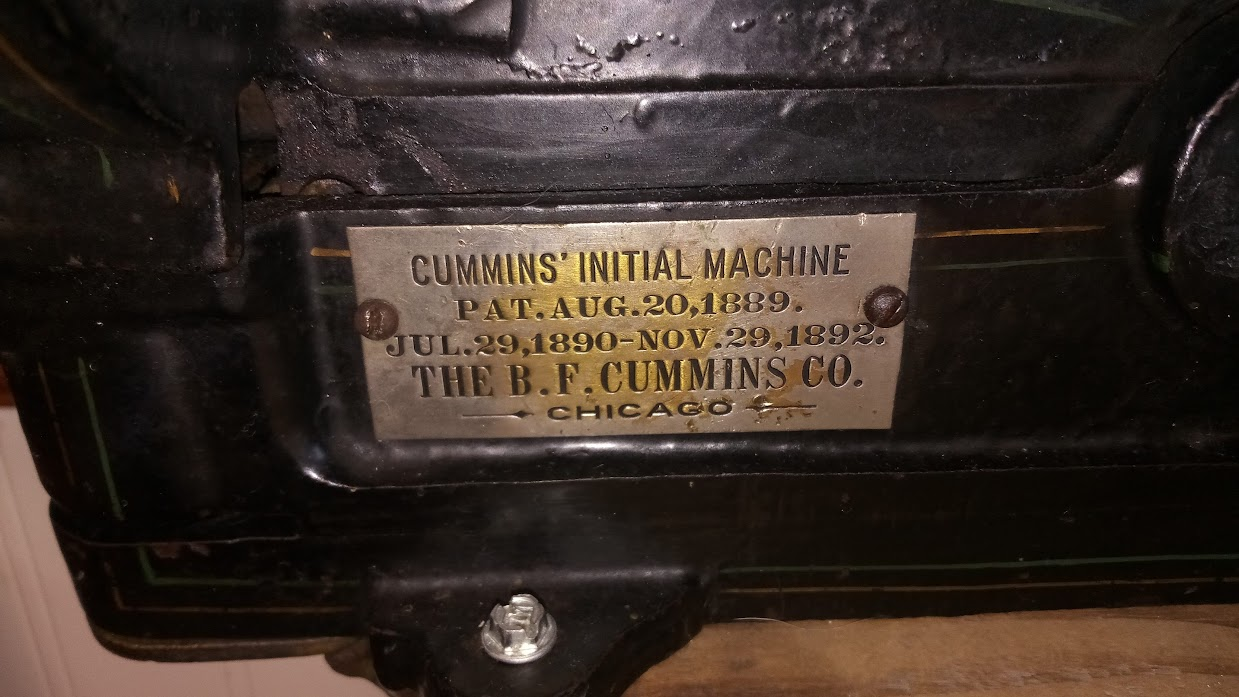 CUMMINS' INITIAL MACHINE
PAT. AUG. 20, 1889.
JUL. 29, 1890-NOV. 29, 1892.
THE B. F. CUMMINS CO.
CHICAGO